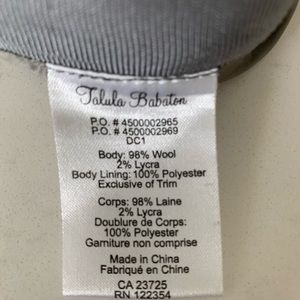 Talula Babaton
P.O. # 4500002965
P.O. # 4500002969
DC1
Body: 98% Wool
2% Lycra
Body Lining: 100% Polyester
Exclusive of Trim
Corps: 98% Laine
2% Lycra
Doublure de Corps:
100% Polyester
Garniture non comprise
Made in China
Fabriqué en Chine
CA 23725
RN 122354